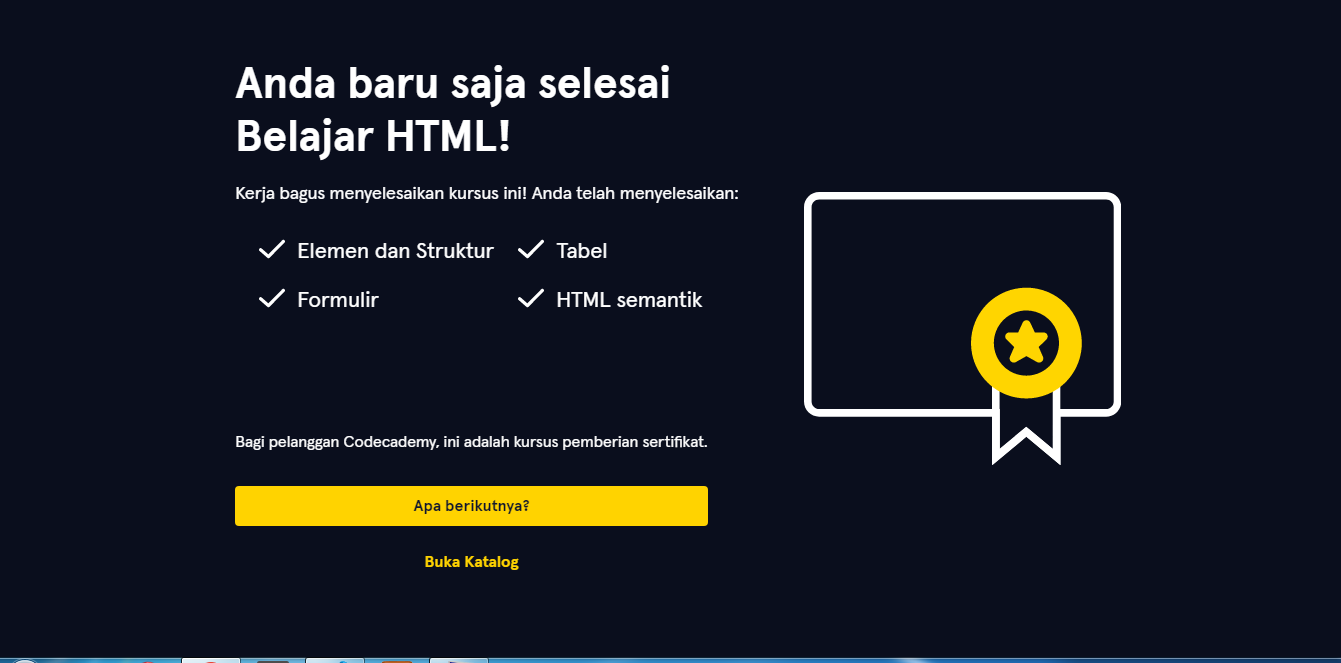 Anda baru saja selesai
Belajar HTML!
Kerja bagus menyelesaikan kursus ini! Anda telah menyelesaikan:
Elemen dan Struktur
Tabel
Formulir
HTML semantik
Bagi pelanggan Codecademy, ini adalah kursus pemberian sertifikat.
Apa berikutnya?
Buka Katalog